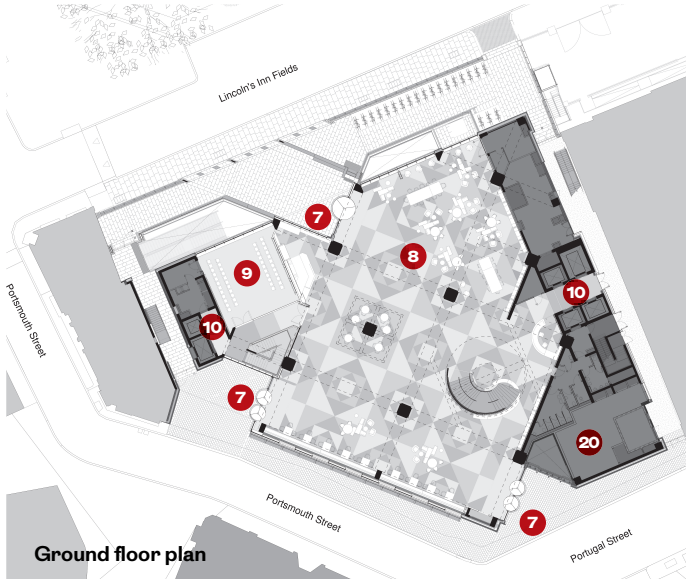 Lincoln's Inn Fields
7
8
9
10
10
Portsmouth Street
7
20
7
Portsmouth Street
Portugal Street
Ground floor plan